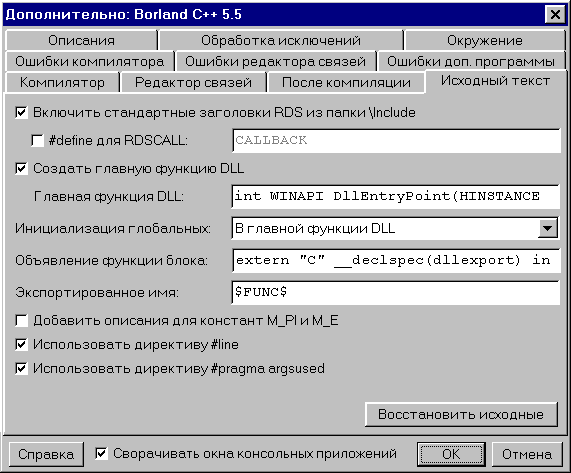 Дополнительно: Borland C++ 5.5
Описания Обработка исключений Окружение
Ошибки компилятора Ошибки редактора связей Ошибки доп. программы
Компилятор Редактор связей После компиляции Исходный текст
Включить стандартные заголовки RDS из папки \Include
#define для RDSCALL: CALLBACK
Создать главную функцию DLL
Главная функция DLL: int WINAPI DllEntryPoint(HINSTANCE
Инициализация глобальных: В главной функции DLL
Объявление функции блока: extern "C" __declspec(dllexport) in
Экспортированное имя: $FUNC$
Добавить описания для констант M_PI и M_E
Использовать директиву #line
Использовать директиву #pragma argsused
Восстановить исходные
Справка Сворачивать окна консольных приложений OK Отмена